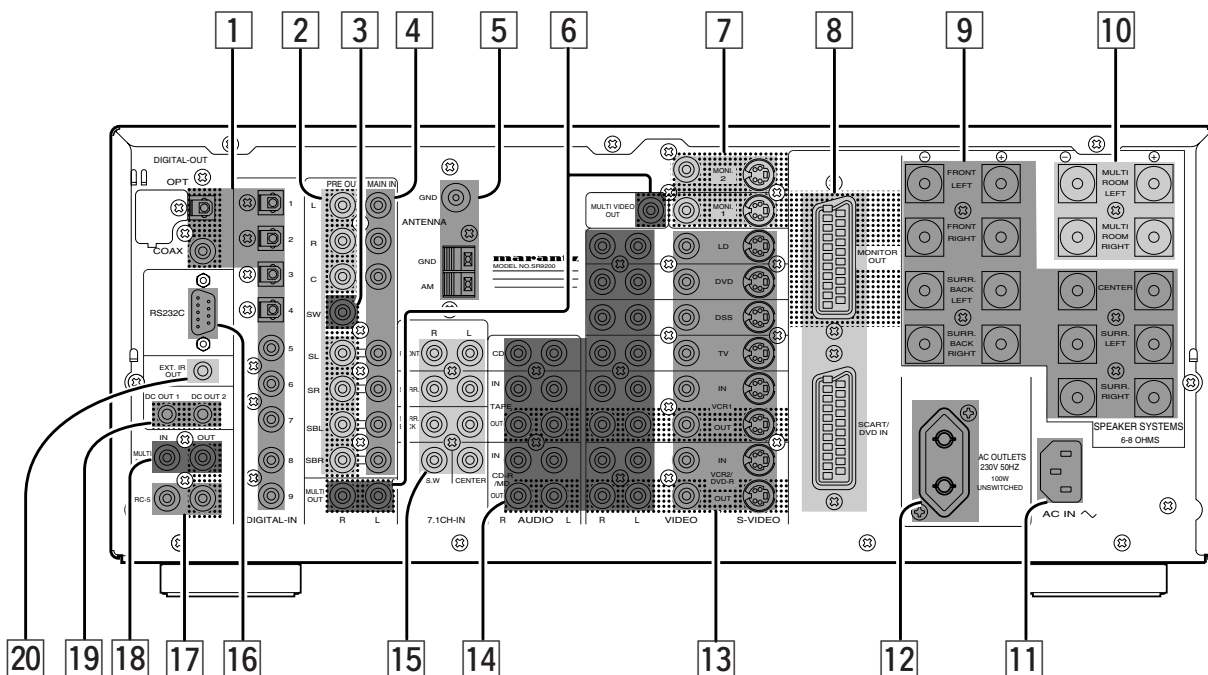 1 2 3 4 5 6 7 8 9 10
DIGITAL-OUT
OPT
COAX
1
2
3
4
5
6
7
8
9
DIGITAL-IN
RS232C
EXT. IR
OUT
DC OUT 1 DC OUT 2
IN OUT
MULTI
RC-5
PRE OUT MAIN IN
L
R
C
SW
SL
SR
SBL
SBR
MULTI
OUT
R L
ANTENNA
GND
GND
AM
marantz
MODEL NO.SR9200
R L
S.W CENTER
7.1CH-IN
CD
IN
TAPE
OUT
IN
CD-R
/MD
OUT
R AUDIO L
MULTI VIDEO
OUT
R L
MONI.
2
MONI.
1
LD
DVD
DSS
TV
IN
VCR1
OUT
IN
VCR2/
DVD-R
OUT
VIDEO S-VIDEO
MONITOR
OUT
SCART/
DVD IN
− + − +
FRONT
LEFT
FRONT
RIGHT
SURR.
BACK
LEFT
SURR.
BACK
RIGHT
MULTI
ROOM
LEFT
MULTI
ROOM
RIGHT
CENTER
SURR.
LEFT
SURR.
RIGHT
SPEAKER SYSTEMS
6-8 OHMS
AC OUTLETS
230V 50HZ
100W
UNSWITCHED
AC IN ~
20 19 18 17 16 15 14 13 12 11